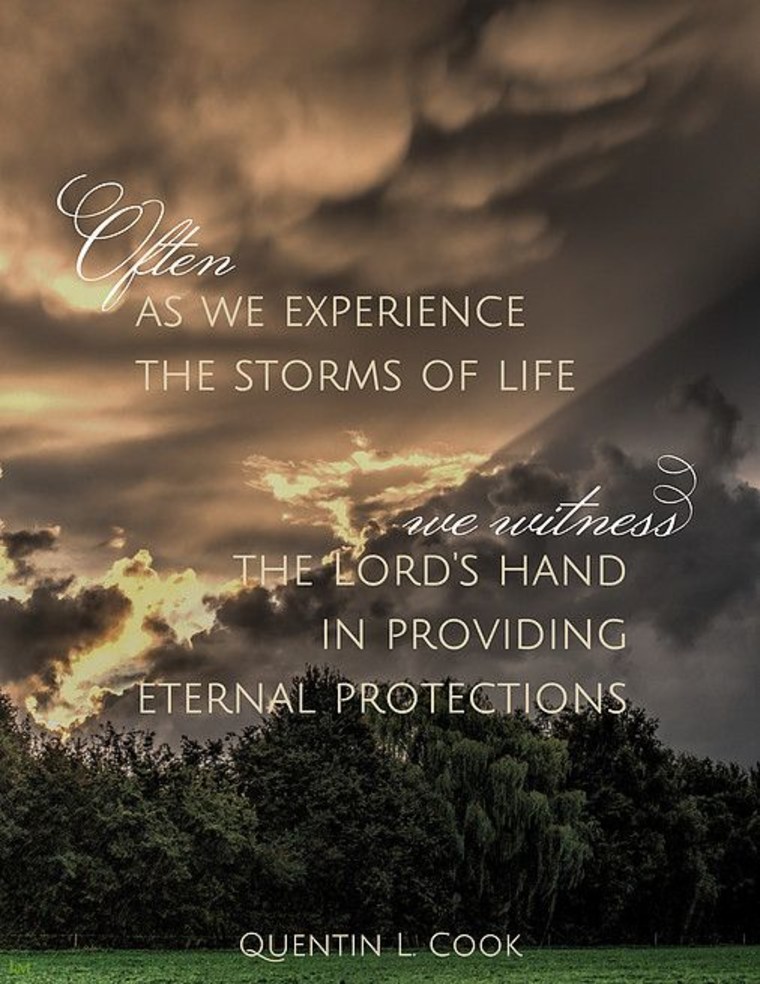 Often
AS WE EXPERIENCE
THE STORMS OF LIFE
we witness
THE LORD'S HAND
IN PROVIDING
ETERNAL PROTECTIONS
QUENTIN L. COOK